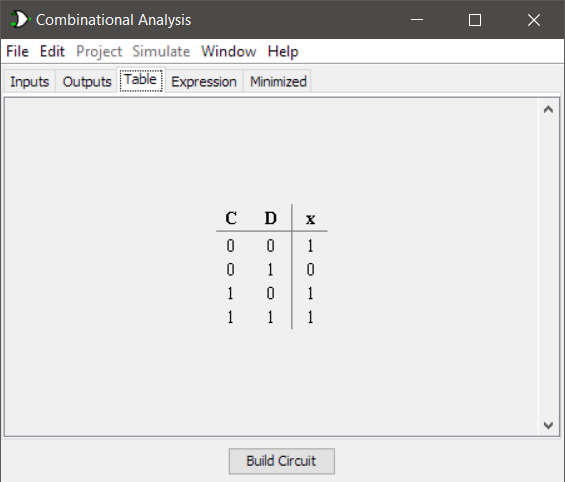 Combinational Analysis
File Edit Project Simulate Window Help
Inputs Outputs Table Expression Minimized
C D x
0 0 1
0 1 0
1 0 1
1 1 1
Build Circuit